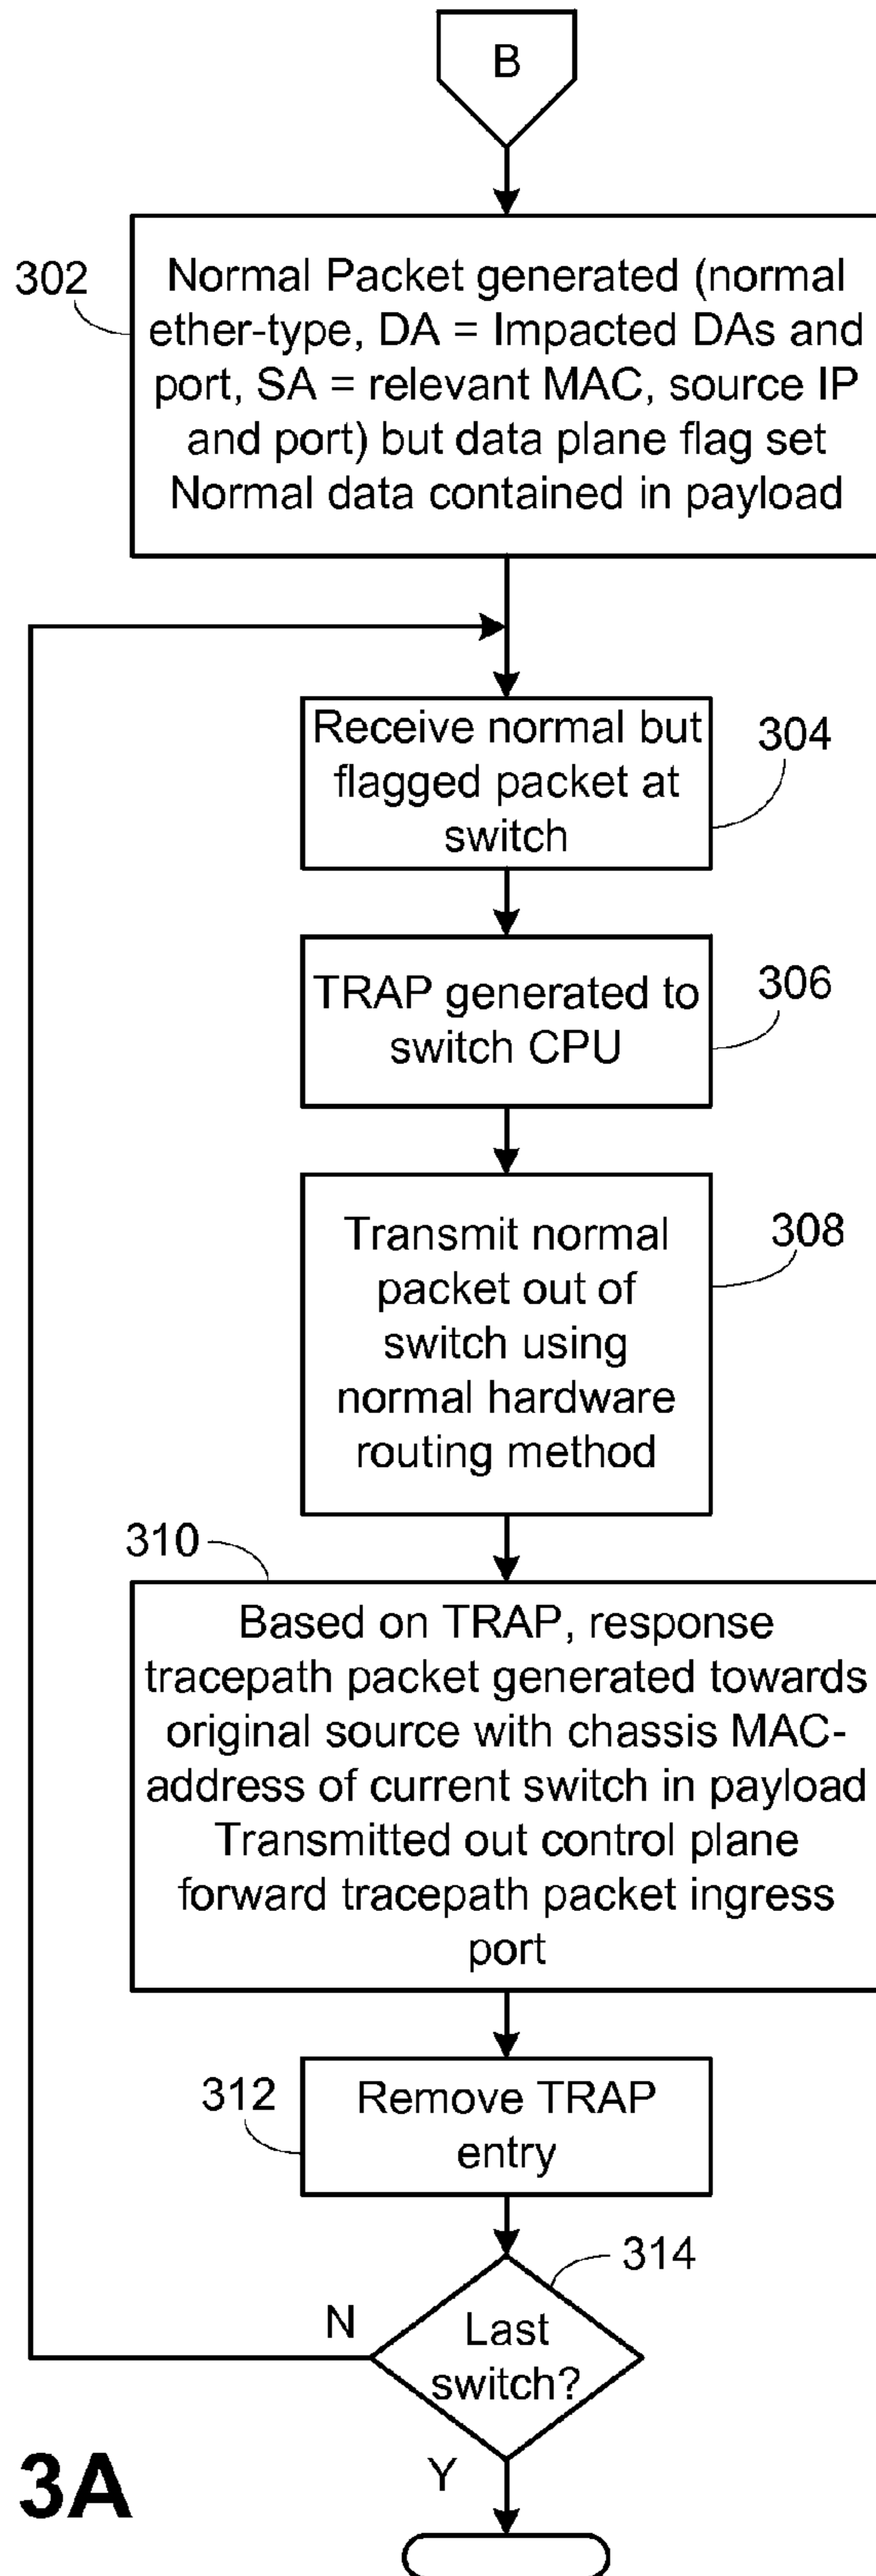 B
302
Normal Packet generated (normal
ether-type, DA = Impacted DAs and
port, SA = relevant MAC, source IP
and port) but data plane flag set
Normal data contained in payload
Receive normal but
flagged packet at
switch
304
TRAP generated to
switch CPU
306
Transmit normal
packet out of
switch using
normal hardware
routing method
308
310
Based on TRAP, response
tracepath packet generated towards
original source with chassis MAC-
address of current switch in payload
Transmitted out control plane
forward tracepath packet ingress
port
312
Remove TRAP
entry
314
N
Last
switch?
Y
3A